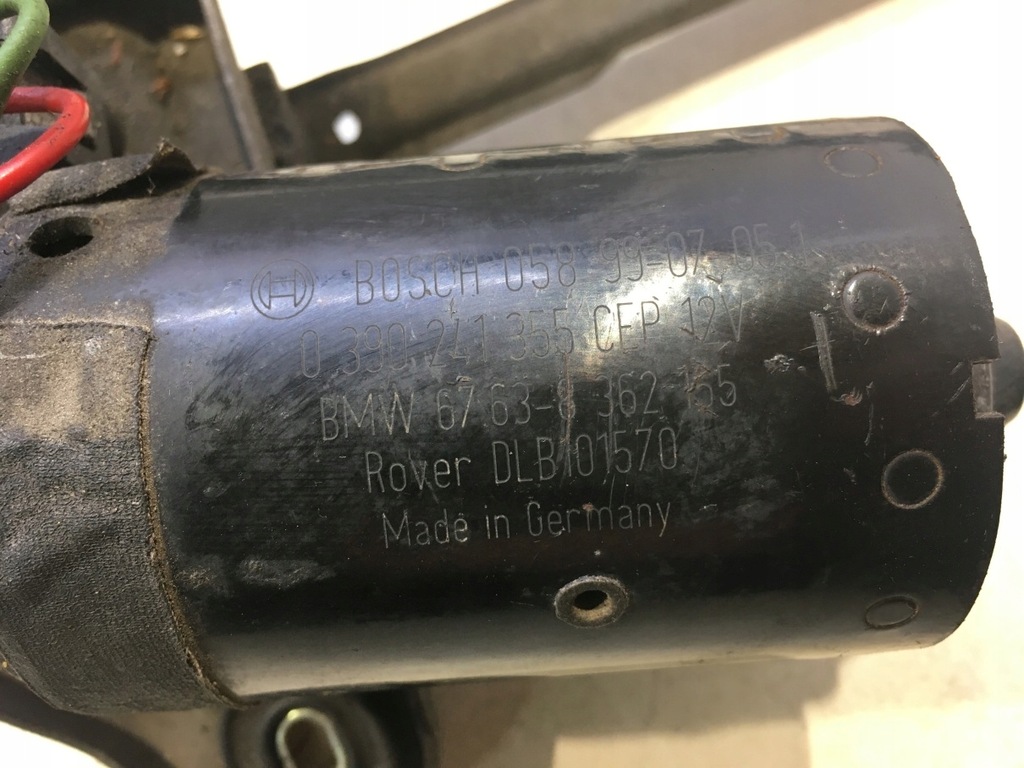 BOSCH 058 99-07-05.1
0 390 241 355 CEP 12V
BMW 67 63-8 362 155
Rover DLB101570
Made in Germany